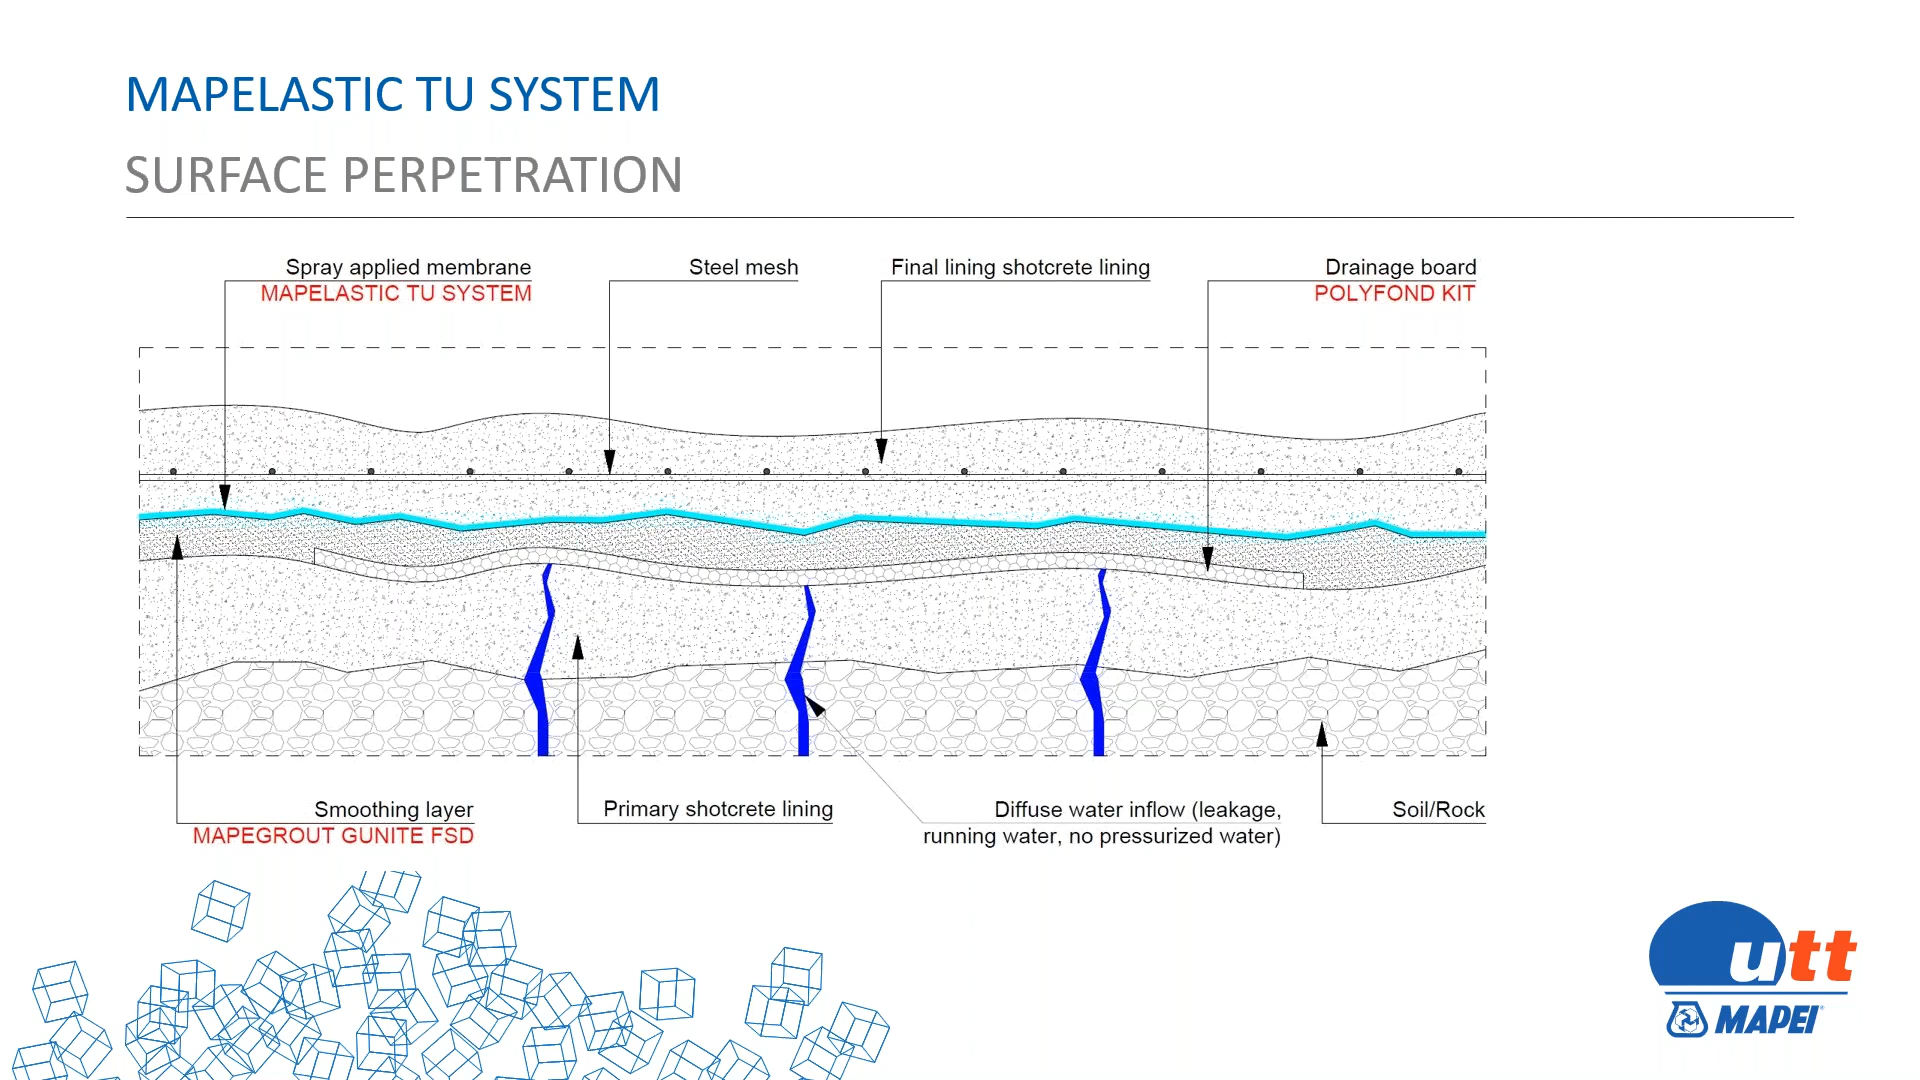 MAPELASTIC TU SYSTEM
SURFACE PERPETRATION
Spray applied membrane
MAPELASTIC TU SYSTEM
Steel mesh
Final lining shotcrete lining
Drainage board
POLYFOND KIT
Smoothing layer
MAPEGROUT GUNITE FSD
Primary shotcrete lining
Diffuse water inflow (leakage,
running water, no pressurized water)
Soil/Rock
utt
MAPEI®